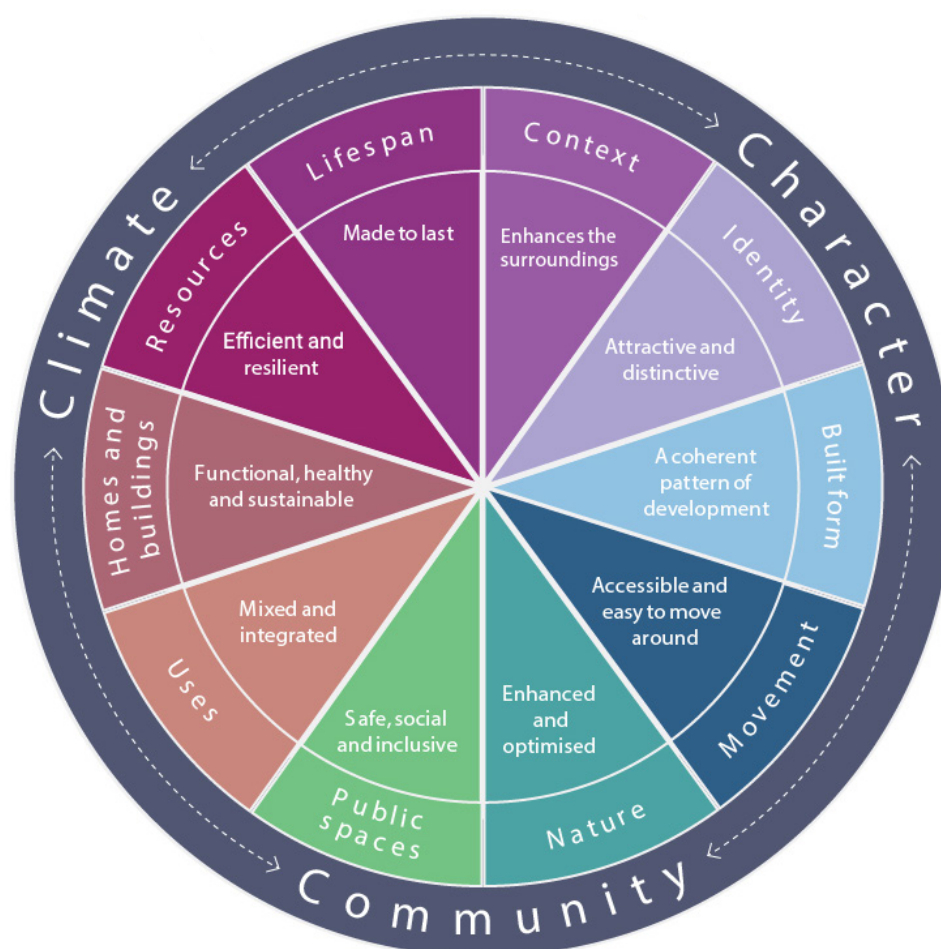 Climate
Character
Community
Context
Enhances the
surroundings
Identity
Attractive and
distinctive
Built form
A coherent
pattern of
development
Movement
Accessible and
easy to move
around
Nature
Enhanced
and
optimised
Public
spaces
Safe, social
and inclusive
Uses
Mixed and
integrated
Homes and
buildings
Functional, healthy
and sustainable
Resources
Efficient and
resilient
Lifespan
Made to last